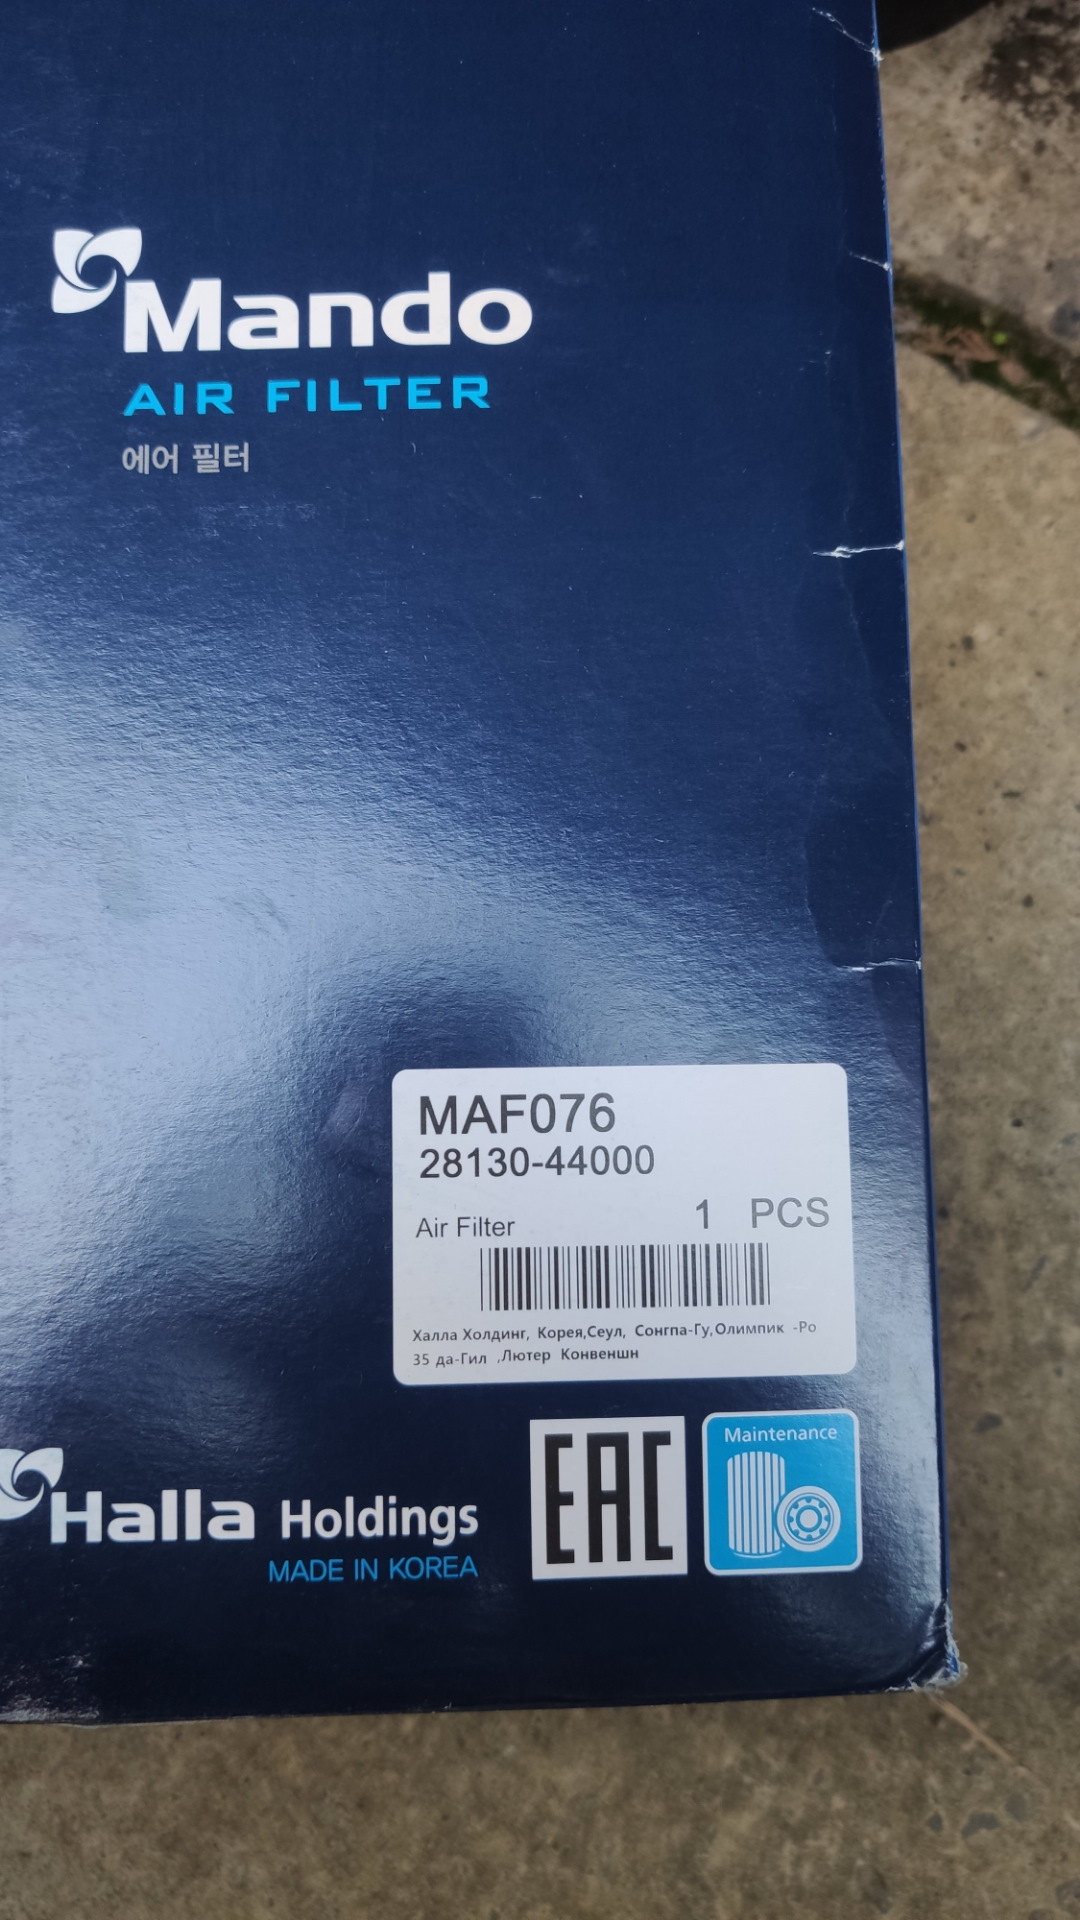 Mando
AIR FILTER
에어 필터
MAF076
28130-44000
Air Filter 1 PCS
Халла Холдинг, Корея,Сеул, Сонгпа-Гу,Олимпик -Ро
35 да-Гил ,Лютер Конвеншн
Halla Holdings
MADE IN KOREA
EAC
Maintenance